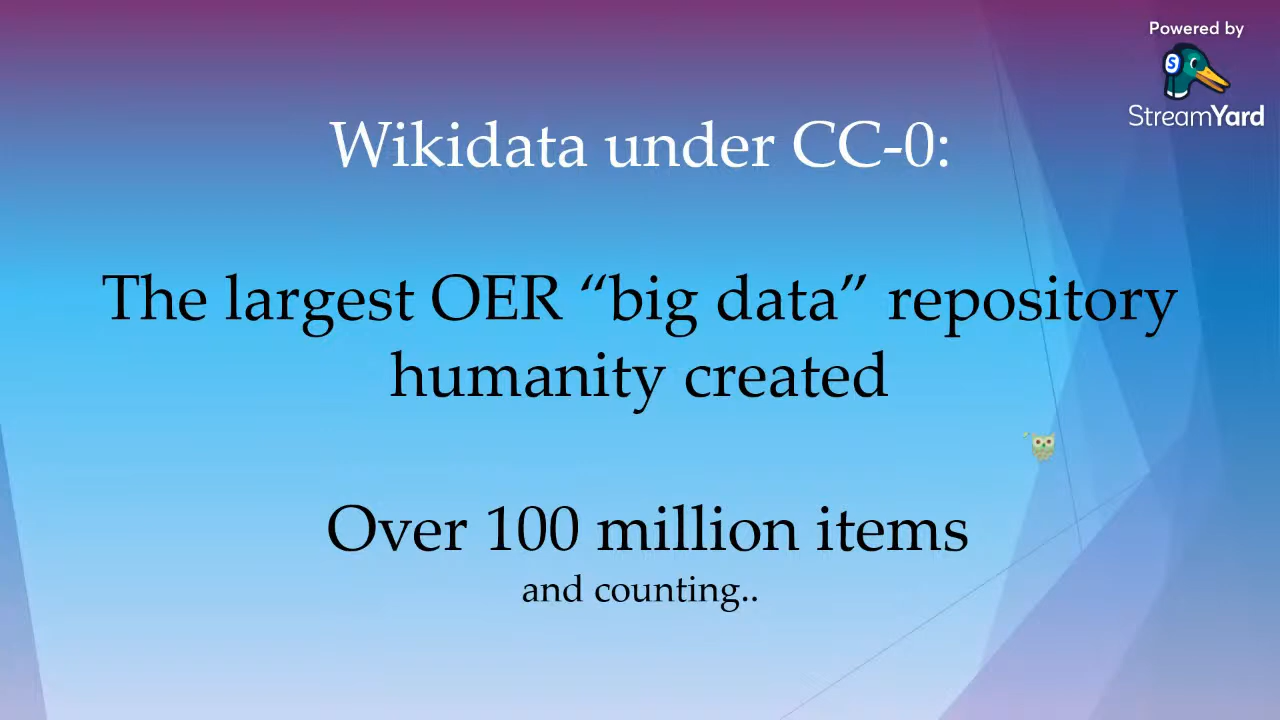 Powered by
StreamYard
Wikidata under CC-0:
The largest OER “big data” repository
humanity created
Over 100 million items
and counting..